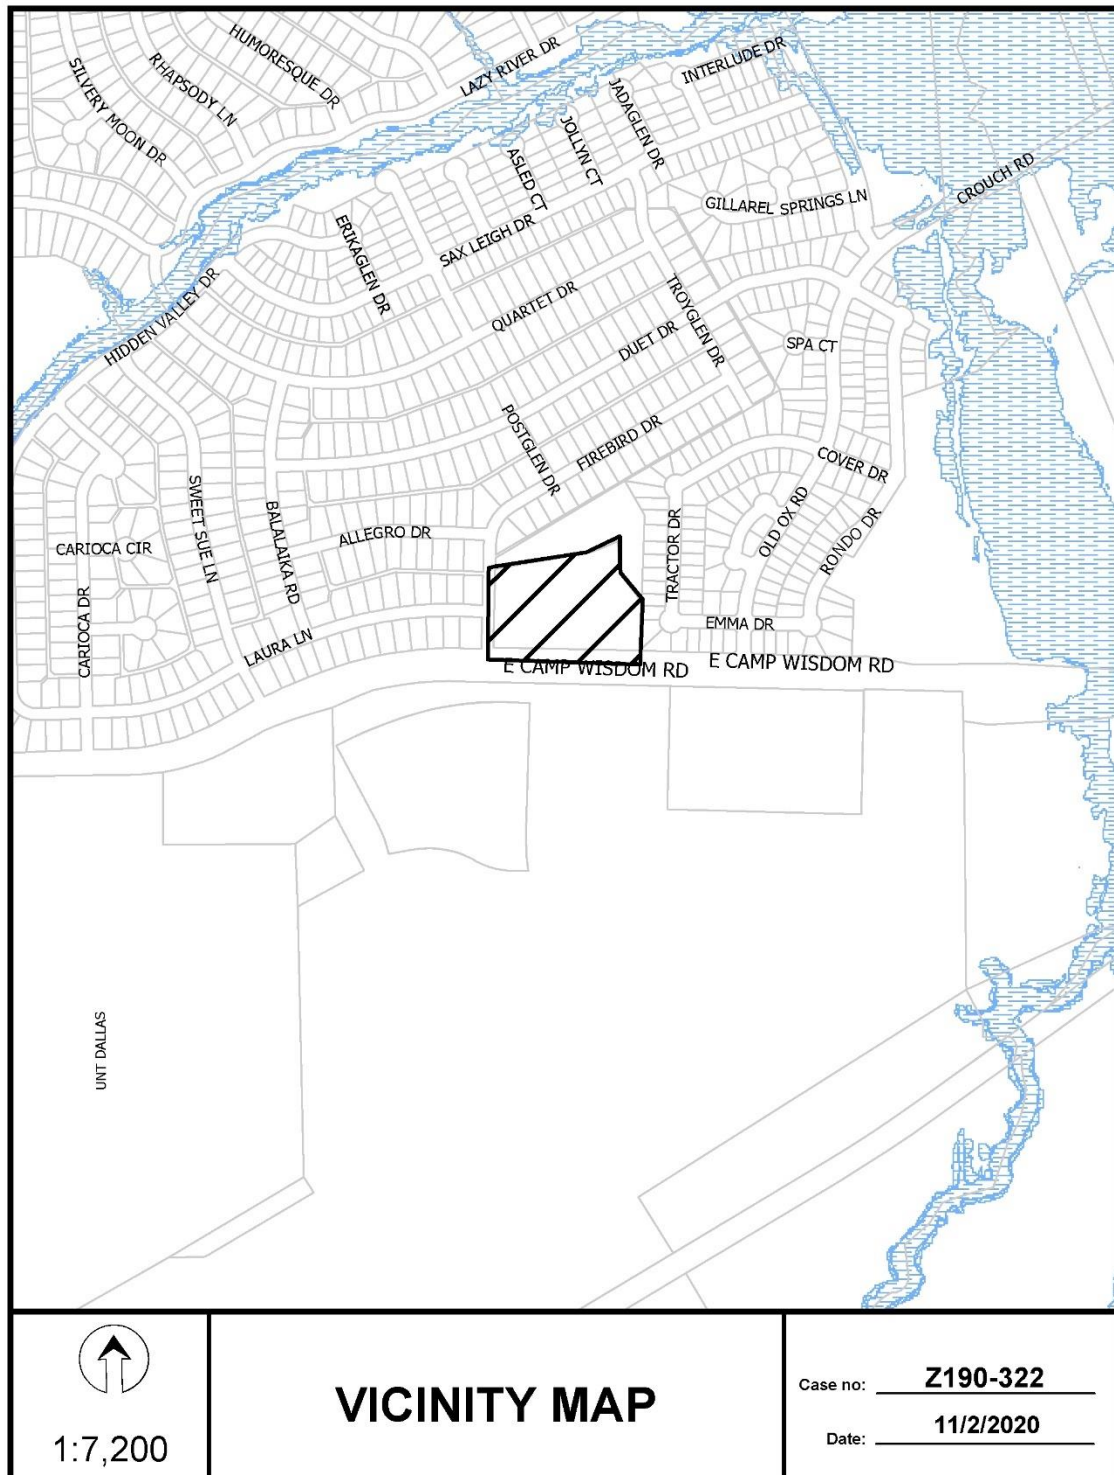 HUMORESQUE DR
LAZY RIVER DR
INTERLUDE DR
RHAPSODY LN
SILVERY MOON DR
JADAGLEN DR
JOLLYN CT
ASLED CT
CROUCH RD
GILLAREL SPRINGS LN
ERIKAGLEN DR
SAX LEIGH DR
HIDDEN VALLEY DR
QUARTET DR
TROYGLEN DR
DUET DR
SPA CT
POSTGLEN DR
FIREBIRD DR
COVER DR
SWEET SUE LN
BALALAIKA RD
OLD OX RD
RONDO DR
ALLEGRO DR
CARIOCA CIR
TRACTOR DR
CARIOCA DR
LAURA LN
EMMA DR
E CAMP WISDOM RD
E CAMP WISDOM RD
UNT DALLAS
1:7,200
VICINITY MAP
Case no: Z190-322
Date: 11/2/2020